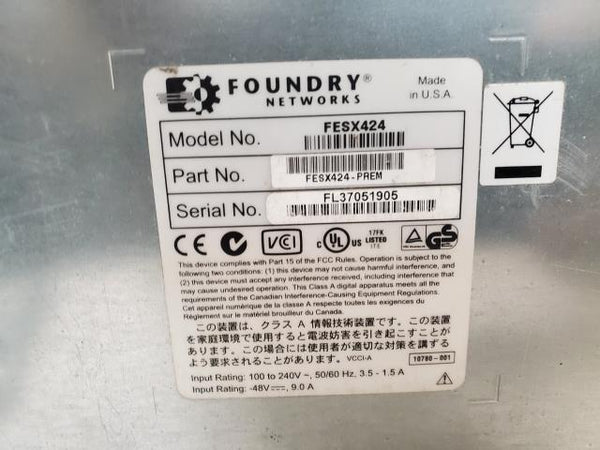 FOUNDRY®
NETWORKS
Made
in U.S.A.
Model No.
FESX424
Part No.
FESX424-PREM
Serial No.
FL37051905
CE
VCI
c UL US
17FK
LISTED
I.T.E
GS
This device complies with Part 15 of the FCC Rules. Operation is subject to the
following two conditions: (1) this device may not cause harmful interference, and
(2) this device must accept any interference received, including interference that
may cause undesired operation. This Class A digital apparatus meets all the
requirements of the Canadian Interference-Causing Equipment Regulations.
Cet appareil numérique de la classe A respecte toutes les exigences du
Règlement sur le matériel brouilleur du Canada.
この装置は、クラス A 情報技術装置です。この装置
を家庭環境で使用すると電波妨害を引き起こすことが
あります。この場合には使用者が適切な対策を講ずる
よう要求されることがあります。 VCCI-A
10780-001
Input Rating: 100 to 240V ~, 50/60 Hz, 3.5 - 1.5 A
Input Rating: -48V⎓, 9.0 A